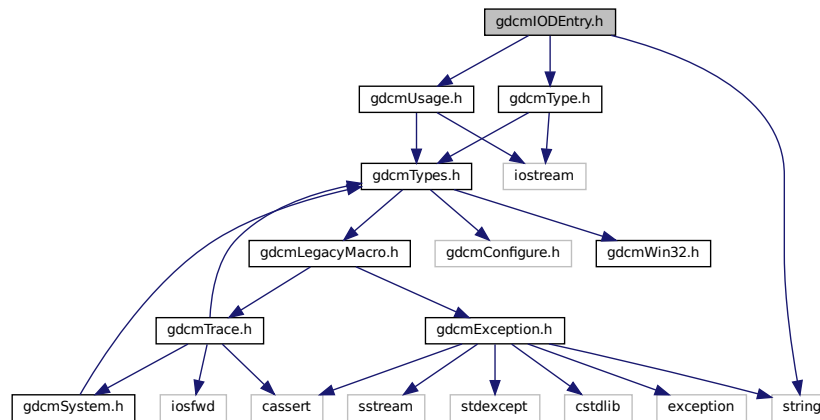 gdcmIODEntry.h
gdcmUsage.h
gdcmType.h
gdcmTypes.h
iostream
gdcmLegacyMacro.h
gdcmConfigure.h
gdcmWin32.h
gdcmTrace.h
gdcmException.h
gdcmSystem.h
iosfwd
cassert
sstream
stdexcept
cstdlib
exception
string